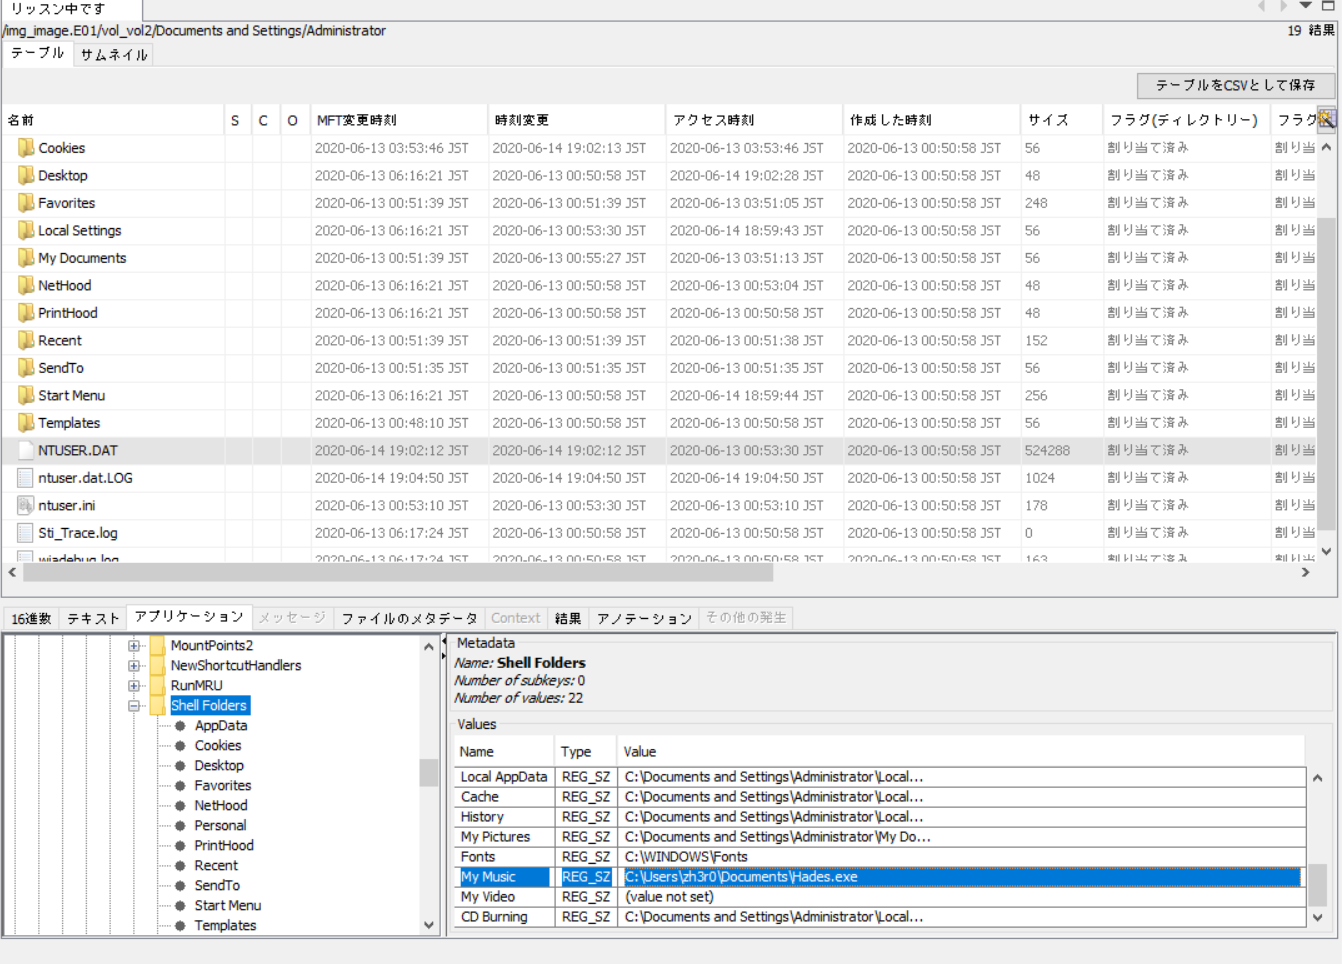 リッスン中です
/img_image.E01/vol_vol2/Documents and Settings/Administrator 19 結果
テーブル サムネイル
テーブルをCSVとして保存
名前 S C O MFT変更時刻 時刻変更 アクセス時刻 作成した時刻 サイズ フラグ(ディレクトリー) フラグ
Cookies 2020-06-13 03:53:46 JST 2020-06-14 19:02:13 JST 2020-06-13 03:53:46 JST 2020-06-13 00:50:58 JST 56 割り当て済み 割り当
Desktop 2020-06-13 06:16:21 JST 2020-06-13 00:50:58 JST 2020-06-14 19:02:28 JST 2020-06-13 00:50:58 JST 48 割り当て済み 割り当
Favorites 2020-06-13 00:51:39 JST 2020-06-13 00:51:39 JST 2020-06-13 03:51:05 JST 2020-06-13 00:50:58 JST 248 割り当て済み 割り当
Local Settings 2020-06-13 06:16:21 JST 2020-06-13 00:53:30 JST 2020-06-14 18:59:43 JST 2020-06-13 00:50:58 JST 56 割り当て済み 割り当
My Documents 2020-06-13 00:51:39 JST 2020-06-13 00:55:27 JST 2020-06-13 03:51:13 JST 2020-06-13 00:50:58 JST 56 割り当て済み 割り当
NetHood 2020-06-13 06:16:21 JST 2020-06-13 00:50:58 JST 2020-06-13 00:53:04 JST 2020-06-13 00:50:58 JST 48 割り当て済み 割り当
PrintHood 2020-06-13 06:16:21 JST 2020-06-13 00:50:58 JST 2020-06-13 00:50:58 JST 2020-06-13 00:50:58 JST 48 割り当て済み 割り当
Recent 2020-06-13 00:51:39 JST 2020-06-13 00:51:39 JST 2020-06-13 00:51:38 JST 2020-06-13 00:50:58 JST 152 割り当て済み 割り当
SendTo 2020-06-13 00:51:35 JST 2020-06-13 00:51:35 JST 2020-06-13 00:51:35 JST 2020-06-13 00:50:58 JST 56 割り当て済み 割り当
Start Menu 2020-06-13 06:16:21 JST 2020-06-13 00:50:58 JST 2020-06-14 18:59:44 JST 2020-06-13 00:50:58 JST 256 割り当て済み 割り当
Templates 2020-06-13 00:48:10 JST 2020-06-13 00:50:58 JST 2020-06-13 00:50:58 JST 2020-06-13 00:50:58 JST 56 割り当て済み 割り当
NTUSER.DAT 2020-06-14 19:02:12 JST 2020-06-14 19:02:12 JST 2020-06-13 00:53:30 JST 2020-06-13 00:50:58 JST 524288 割り当て済み 割り当
ntuser.dat.LOG 2020-06-14 19:04:50 JST 2020-06-14 19:04:50 JST 2020-06-14 19:04:50 JST 2020-06-13 00:50:58 JST 1024 割り当て済み 割り当
ntuser.ini 2020-06-13 00:53:10 JST 2020-06-13 00:53:30 JST 2020-06-13 00:53:10 JST 2020-06-13 00:50:58 JST 178 割り当て済み 割り当
Sti_Trace.log 2020-06-13 06:17:24 JST 2020-06-13 00:50:58 JST 2020-06-13 00:50:58 JST 2020-06-13 00:50:58 JST 0 割り当て済み 割り当
wiadebug.log 2020-06-13 06:17:24 JST 2020-06-13 00:50:58 JST 2020-06-13 00:50:58 JST 2020-06-13 00:50:58 JST 163 割り当て済み 割り当
16進数 テキスト アプリケーション メッセージ ファイルのメタデータ Context 結果 アノテーション その他の発生
MountPoints2
NewShortcutHandlers
RunMRU
Shell Folders
AppData
Cookies
Desktop
Favorites
NetHood
Personal
PrintHood
Recent
SendTo
Start Menu
Templates
Metadata
Name: Shell Folders
Number of subkeys: 0
Number of values: 22
Values
Name Type Value
Local AppData REG_SZ C:\Documents and Settings\Administrator\Local...
Cache REG_SZ C:\Documents and Settings\Administrator\Local...
History REG_SZ C:\Documents and Settings\Administrator\Local...
My Pictures REG_SZ C:\Documents and Settings\Administrator\My Do...
Fonts REG_SZ C:\WINDOWS\Fonts
My Music REG_SZ C:\Users\zh3r0\Documents\Hades.exe
My Video REG_SZ (value not set)
CD Burning REG_SZ C:\Documents and Settings\Administrator\Local...